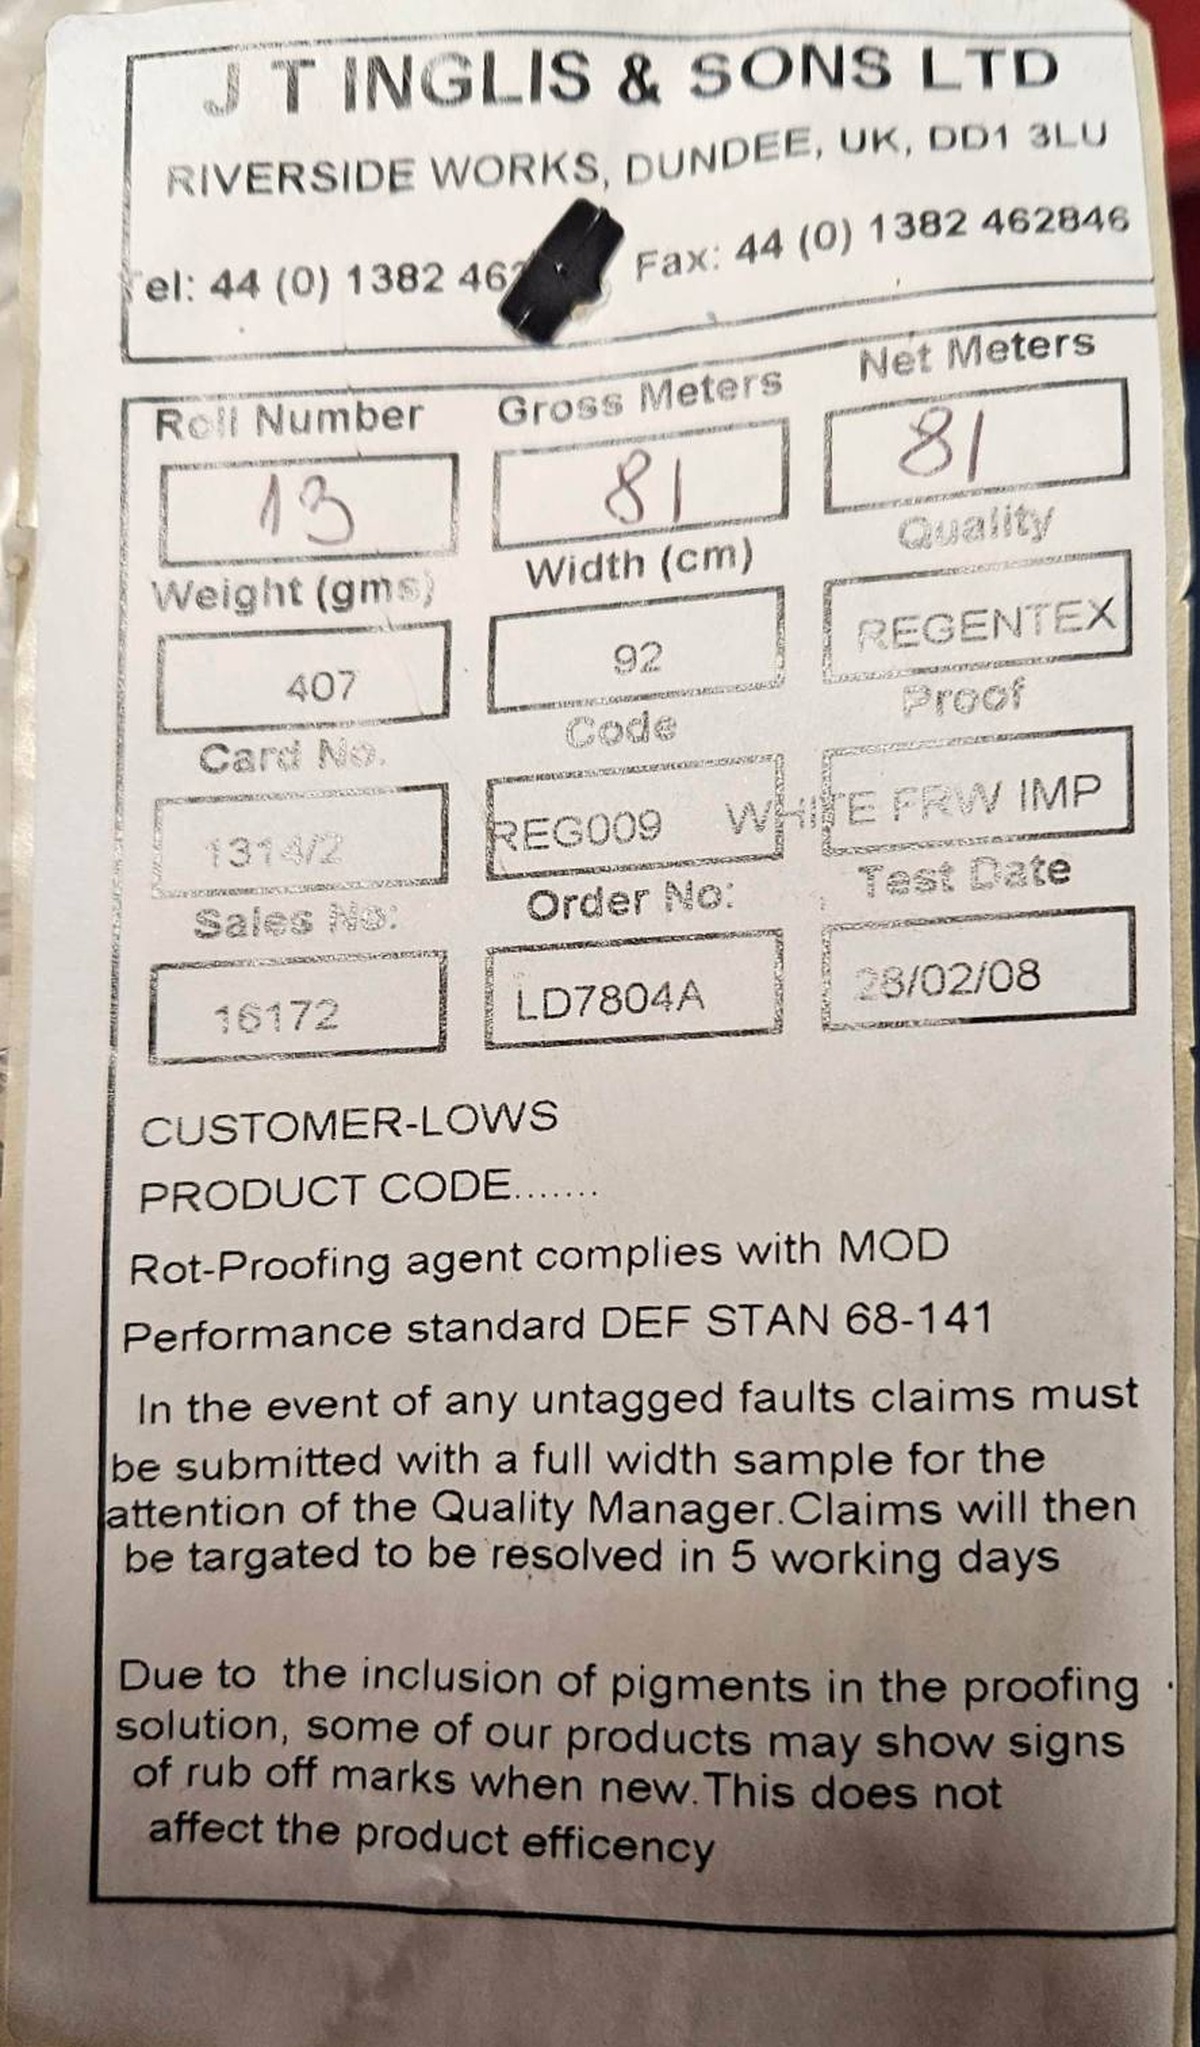 J T INGLIS & SONS LTD
RIVERSIDE WORKS, DUNDEE, UK, DD1 3LU
Tel: 44 (0) 1382 Fax: 44 (0) 1382 462846
Roll Number Gross Meters Net Meters
13 81 81
Weight (gms) Width (cm) Quality
407 92 REGENTEX
Card No. Code Proof
1314/2 REG009 WHITE FRW IMP
Sales No: Order No: Test Date
16172 LD7804A 28/02/08
CUSTOMER-LOWS
PRODUCT CODE.......
Rot-Proofing agent complies with MOD
Performance standard DEF STAN 68-141
In the event of any untagged faults claims must
be submitted with a full width sample for the
attention of the Quality Manager.Claims will then
be targated to be resolved in 5 working days
Due to the inclusion of pigments in the proofing
solution, some of our products may show signs
of rub off marks when new.This does not
affect the product efficency